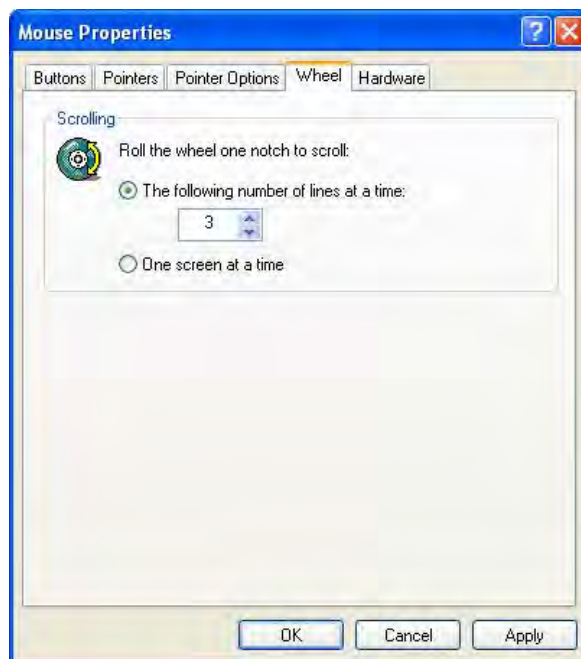 Mouse Properties
?
Buttons Pointers Pointer Options Wheel Hardware
Scrolling
Roll the wheel one notch to scroll:
The following number of lines at a time:
3
One screen at a time
OK Cancel Apply